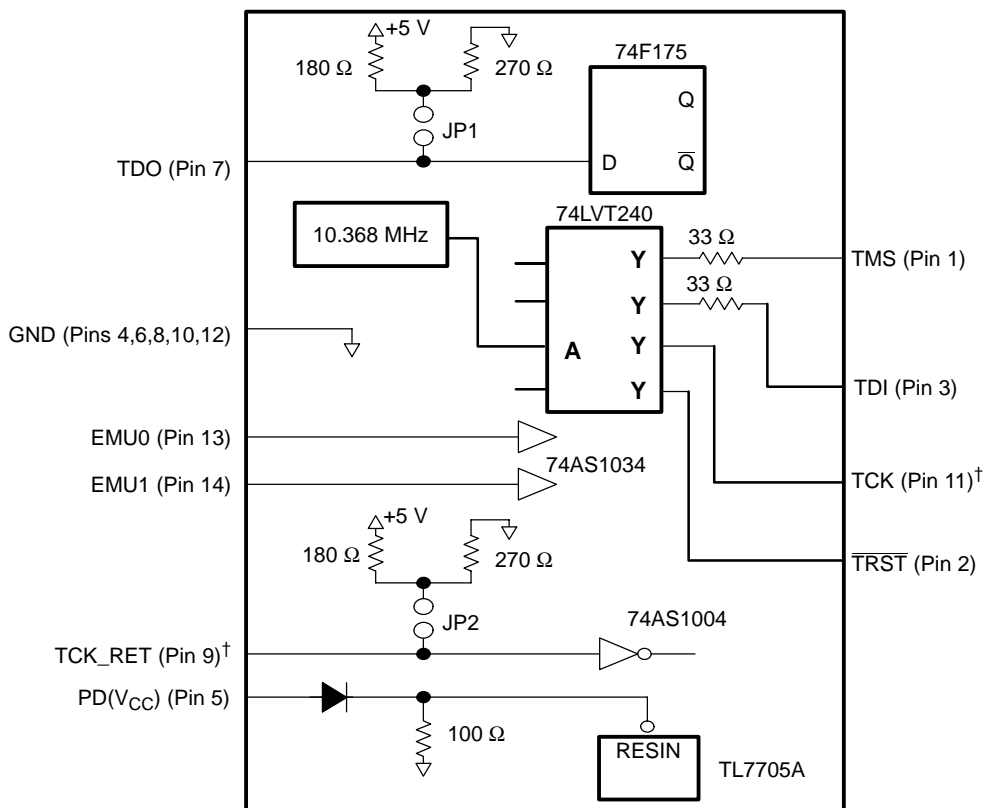 +5 V
180 Ω
270 Ω
JP1
74F175
Q
D
Q̅
TDO (Pin 7)
74LVT240
10.368 MHz
33 Ω
Y
TMS (Pin 1)
33 Ω
Y
GND (Pins 4,6,8,10,12)
A
Y
Y
TDI (Pin 3)
EMU0 (Pin 13)
74AS1034
EMU1 (Pin 14)
TCK (Pin 11)†
+5 V
180 Ω
270 Ω
T̅R̅S̅T̅ (Pin 2)
JP2
74AS1004
TCK_RET (Pin 9)†
PD(VCC) (Pin 5)
100 Ω
RESIN
TL7705A